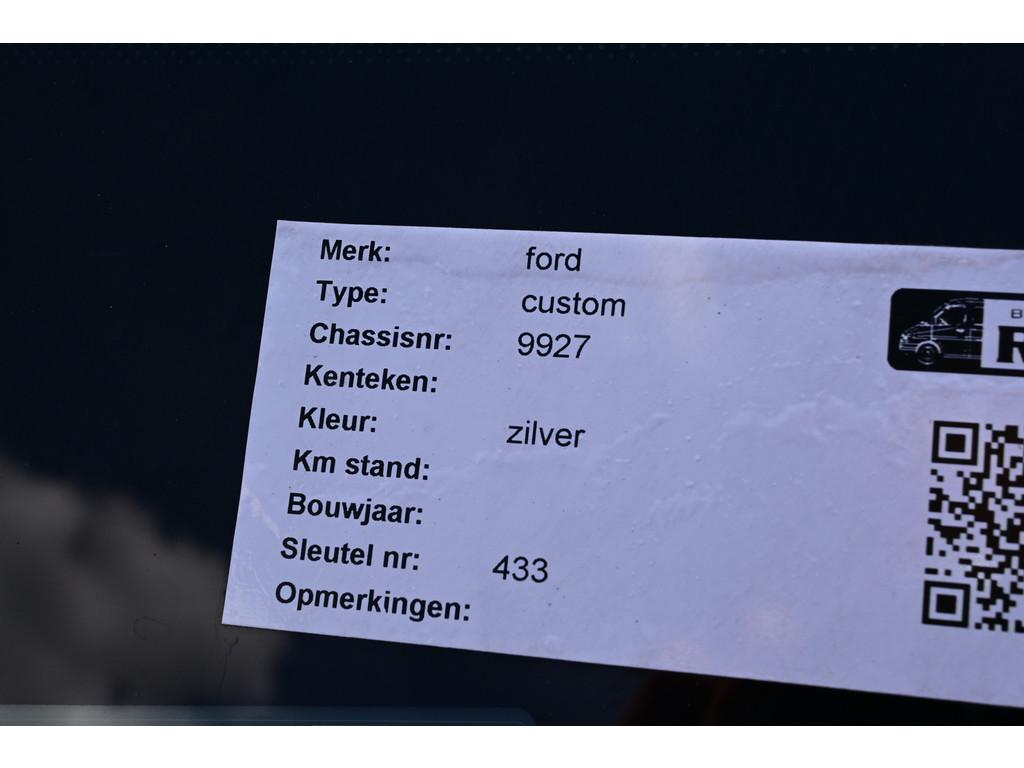 Merk: ford
Type: custom
Chassisnr: 9927
Kenteken:
Kleur: zilver
Km stand:
Bouwjaar:
Sleutel nr: 433
Opmerkingen: